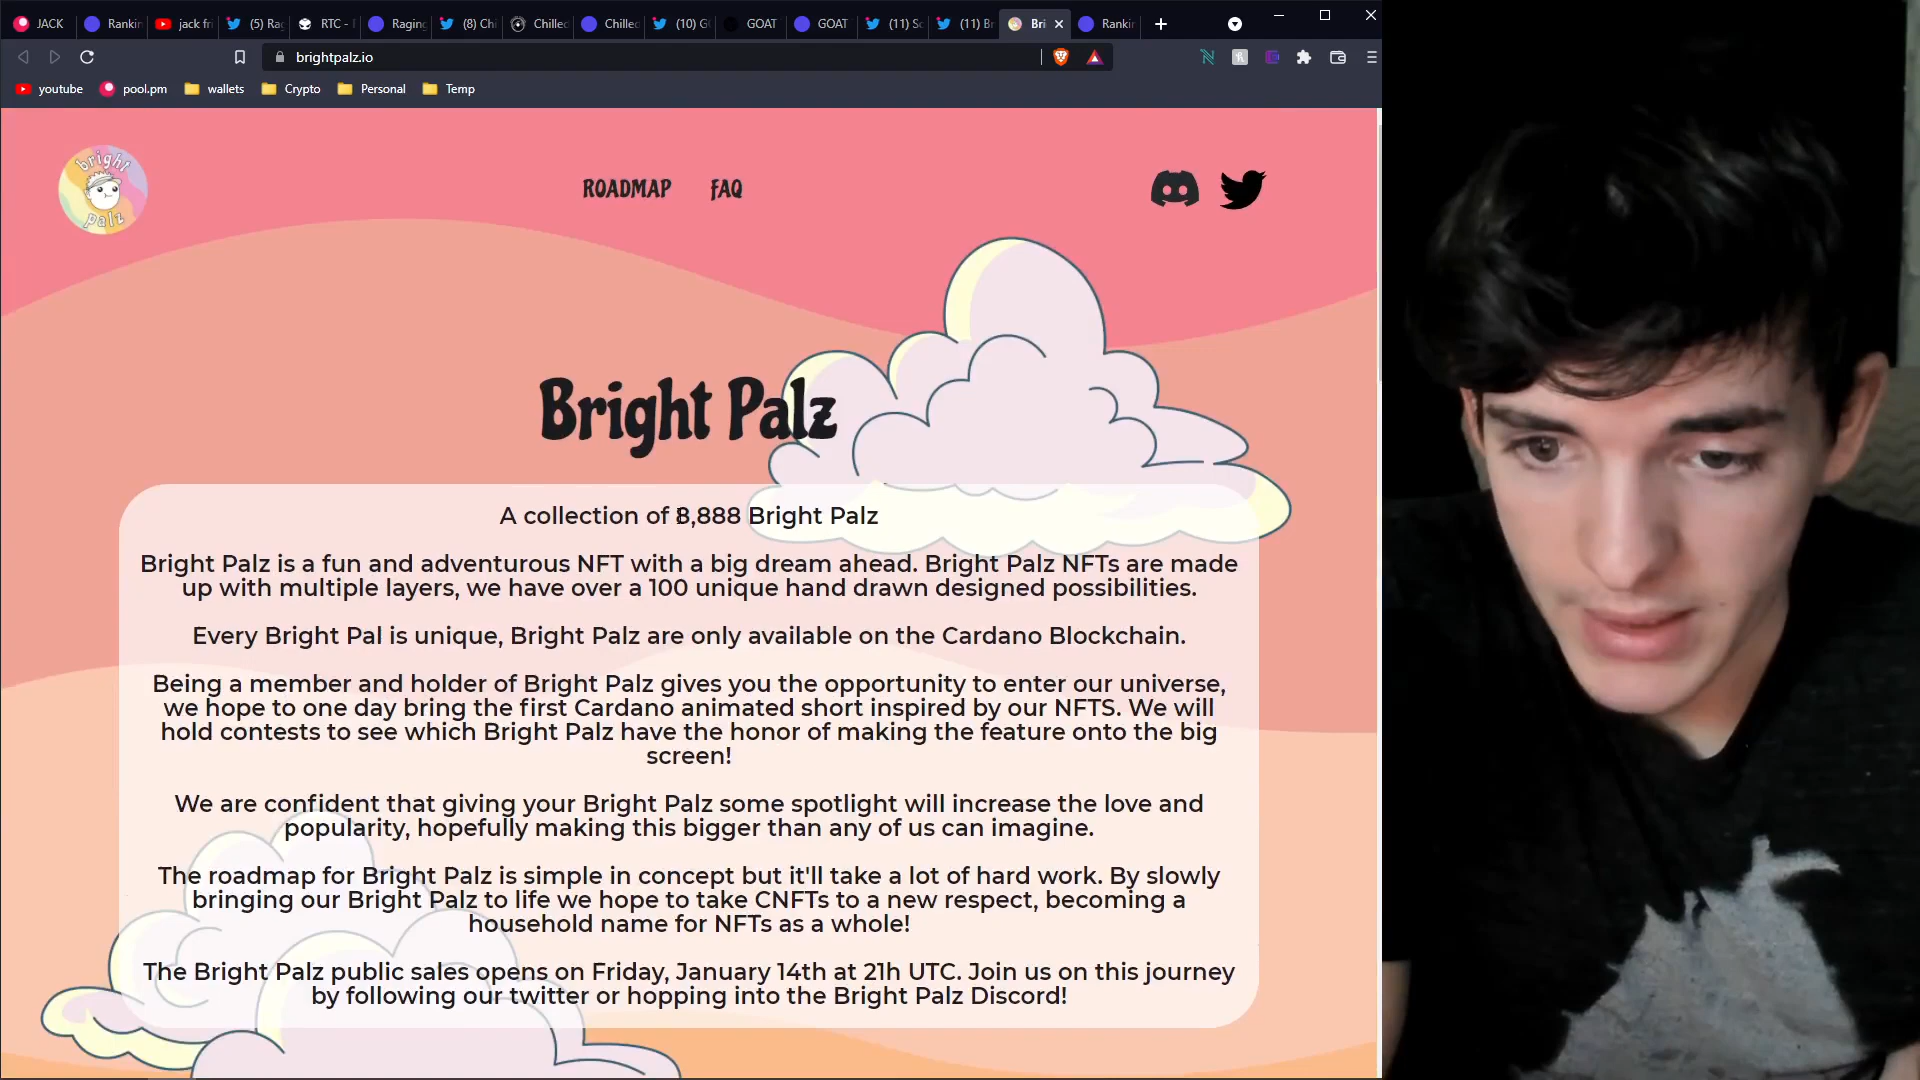 JACK
Rankin
jack fri
(5) Rag
RTC -
Raging
(8) Chi
Chilled
Chilled
(10) G
GOAT
GOAT
(11) Sc
(11) Br
Bri
Rankin
brightpalz.io
youtube
pool.pm
wallets
Crypto
Personal
Temp
bright
palz
ROADMAP
FAQ
Bright Palz
A collection of 8,888 Bright Palz
Bright Palz is a fun and adventurous NFT with a big dream ahead. Bright Palz NFTs are made
up with multiple layers, we have over a 100 unique hand drawn designed possibilities.
Every Bright Pal is unique, Bright Palz are only available on the Cardano Blockchain.
Being a member and holder of Bright Palz gives you the opportunity to enter our universe,
we hope to one day bring the first Cardano animated short inspired by our NFTS. We will
hold contests to see which Bright Palz have the honor of making the feature onto the big
screen!
We are confident that giving your Bright Palz some spotlight will increase the love and
popularity, hopefully making this bigger than any of us can imagine.
The roadmap for Bright Palz is simple in concept but it'll take a lot of hard work. By slowly
bringing our Bright Palz to life we hope to take CNFTs to a new respect, becoming a
household name for NFTs as a whole!
The Bright Palz public sales opens on Friday, January 14th at 21h UTC. Join us on this journey
by following our twitter or hopping into the Bright Palz Discord!